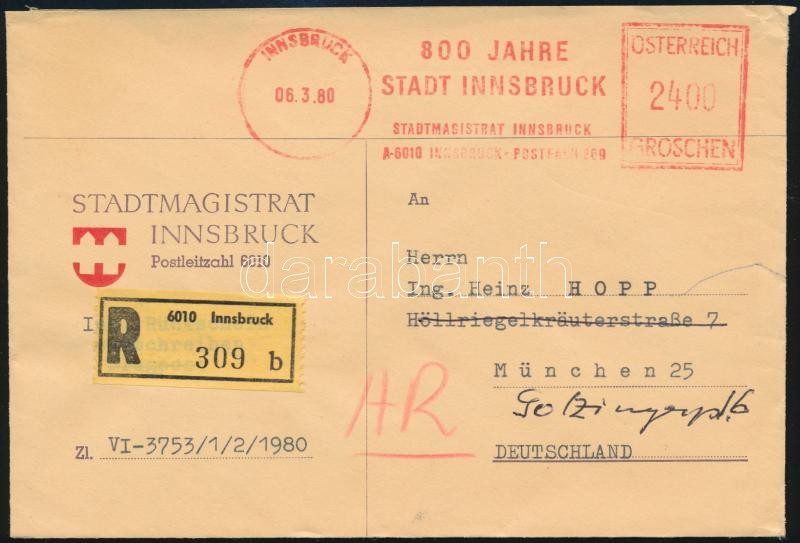 INNSBRUCK
06.3.80
800 JAHRE
STADT INNSBRUCK
STADTMAGISTRAT INNSBRUCK
A-6010 INNSBRUCK - POSTFACH 269
ÖSTERREICH
2400
GROSCHEN
STADTMAGISTRAT
INNSBRUCK
Postleitzahl 6010
R 6010 Innsbruck
309 b
Zl. VI-3753/1/2/1980
An
Herrn
Ing. Heinz HOPP
Höllriegelkräuterstraße 7
München 25
DEUTSCHLAND
darabanth